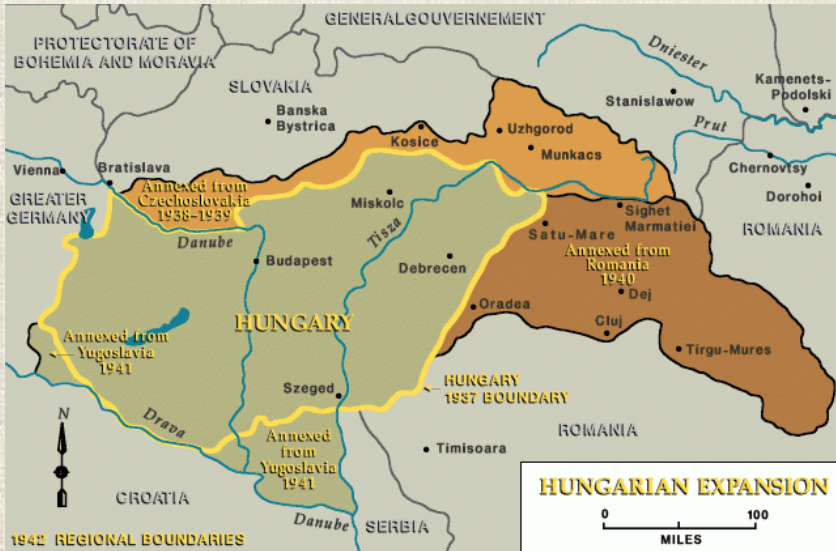 GENERALGOUVERNEMENT
PROTECTORATE OF
BOHEMIA AND MORAVIA
Dniester
SLOVAKIA
Kamenets-
Podolski
Stanislawow
Banska
Bystrica
Prut
Kosice
Uzhgorod
Munkacs
Vienna
Bratislava
Chernovtsy
GREATER
GERMANY
Annexed from
Czechoslovakia
1938-1939
Miskolc
Dorohoi
Sighet
Marmatiei
ROMANIA
Danube
Tisza
Satu-Mare
Annexed from
Romania
1940
Budapest
Debrecen
Dej
Oradea
HUNGARY
Cluj
Annexed from
Yugoslavia
1941
Tirgu-Mures
Szeged
HUNGARY
1937 BOUNDARY
N
Drava
Annexed
from
Yugoslavia
1941
ROMANIA
Timisoara
CROATIA
Danube
SERBIA
HUNGARIAN EXPANSION
0 100
MILES
1942 REGIONAL BOUNDARIES